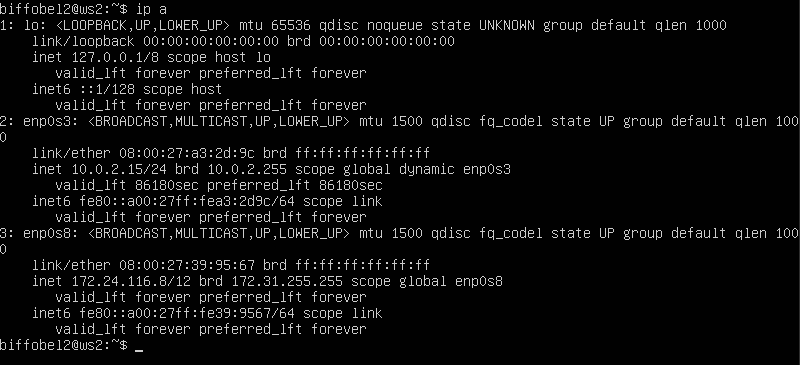 biffobel2@ws2:~$ ip a
1: lo: <LOOPBACK,UP,LOWER_UP> mtu 65536 qdisc noqueue state UNKNOWN group default qlen 1000
    link/loopback 00:00:00:00:00:00 brd 00:00:00:00:00:00
    inet 127.0.0.1/8 scope host lo
       valid_lft forever preferred_lft forever
    inet6 ::1/128 scope host
       valid_lft forever preferred_lft forever
2: enp0s3: <BROADCAST,MULTICAST,UP,LOWER_UP> mtu 1500 qdisc fq_codel state UP group default qlen 100
0
    link/ether 08:00:27:a3:2d:9c brd ff:ff:ff:ff:ff:ff
    inet 10.0.2.15/24 brd 10.0.2.255 scope global dynamic enp0s3
       valid_lft 86180sec preferred_lft 86180sec
    inet6 fe80::a00:27ff:fea3:2d9c/64 scope link
       valid_lft forever preferred_lft forever
3: enp0s8: <BROADCAST,MULTICAST,UP,LOWER_UP> mtu 1500 qdisc fq_codel state UP group default qlen 100
0
    link/ether 08:00:27:39:95:67 brd ff:ff:ff:ff:ff:ff
    inet 172.24.116.8/12 brd 172.31.255.255 scope global enp0s8
       valid_lft forever preferred_lft forever
    inet6 fe80::a00:27ff:fe39:9567/64 scope link
       valid_lft forever preferred_lft forever
biffobel2@ws2:~$ _